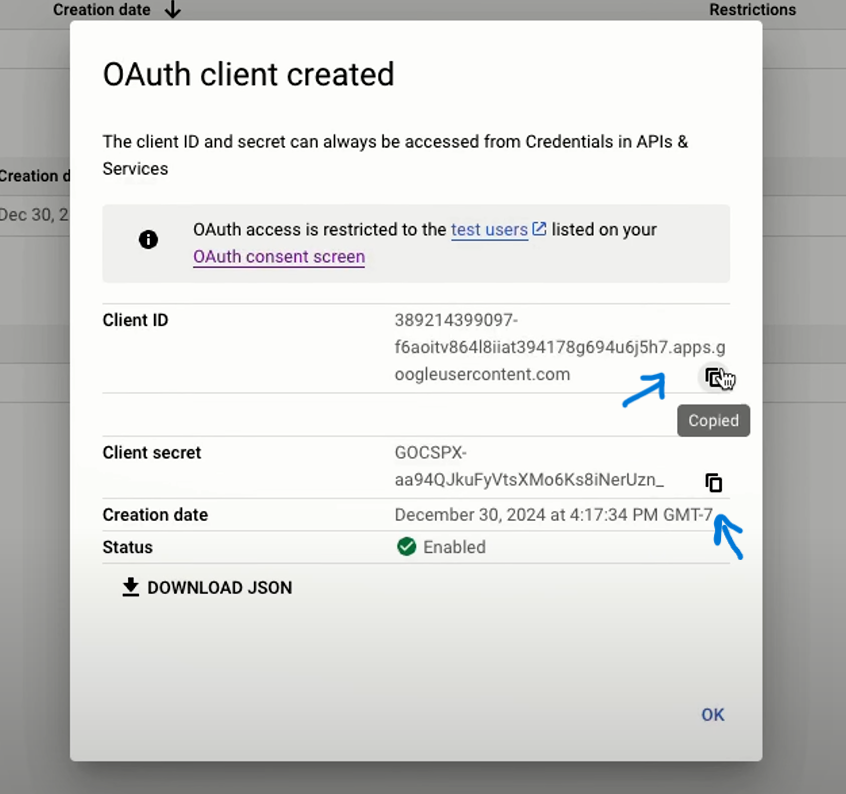 Creation date
Restrictions
OAuth client created
The client ID and secret can always be accessed from Credentials in APIs &
Services
Creation d
Dec 30, 2
OAuth access is restricted to the test users listed on your
OAuth consent screen
Client ID
389214399097-
f6aoitv864l8iiat394178g694u6j5h7.apps.g
oogleusercontent.com
Copied
Client secret
GOCSPX-
aa94QJkuFyVtsXMo6Ks8iNerUzn_
Creation date
December 30, 2024 at 4:17:34 PM GMT-7
Status
Enabled
DOWNLOAD JSON
OK